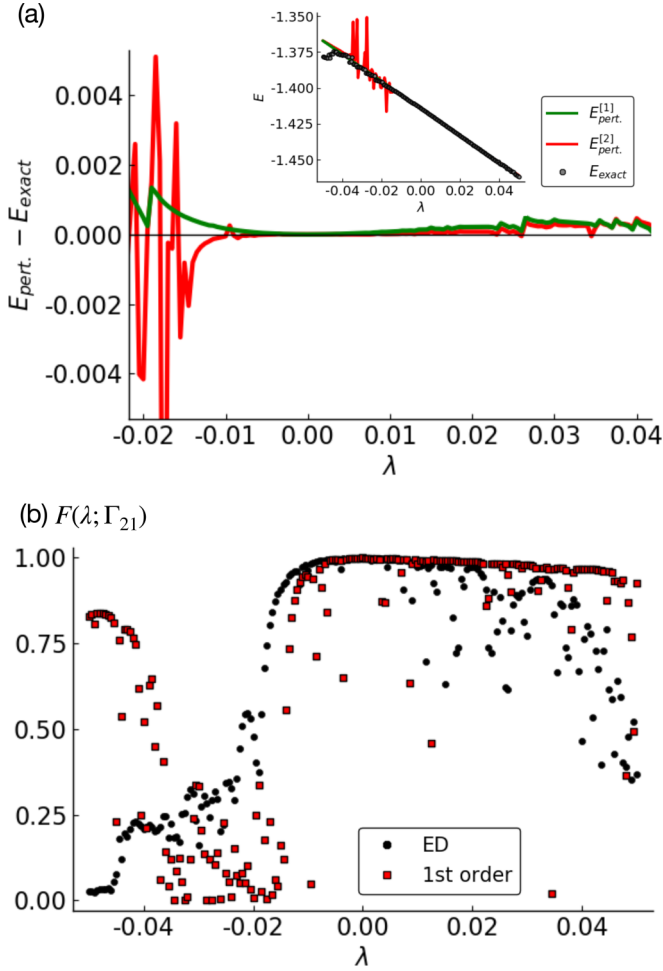 (a)
-1.350
-1.375
-1.400
-1.425
-1.450
E
-0.04 -0.02 0.00 0.02 0.04
λ
E_{pert.}^{[1]}
E_{pert.}^{[2]}
E_{exact}
0.004
0.002
0.000
-0.002
-0.004
E_{pert.} − E_{exact}
-0.02 -0.01 0.00 0.01 0.02 0.03 0.04
λ
(b) F(λ; Γ_{21})
1.00
0.75
0.50
0.25
0.00
ED
1st order
-0.04 -0.02 0.00 0.02 0.04
λ